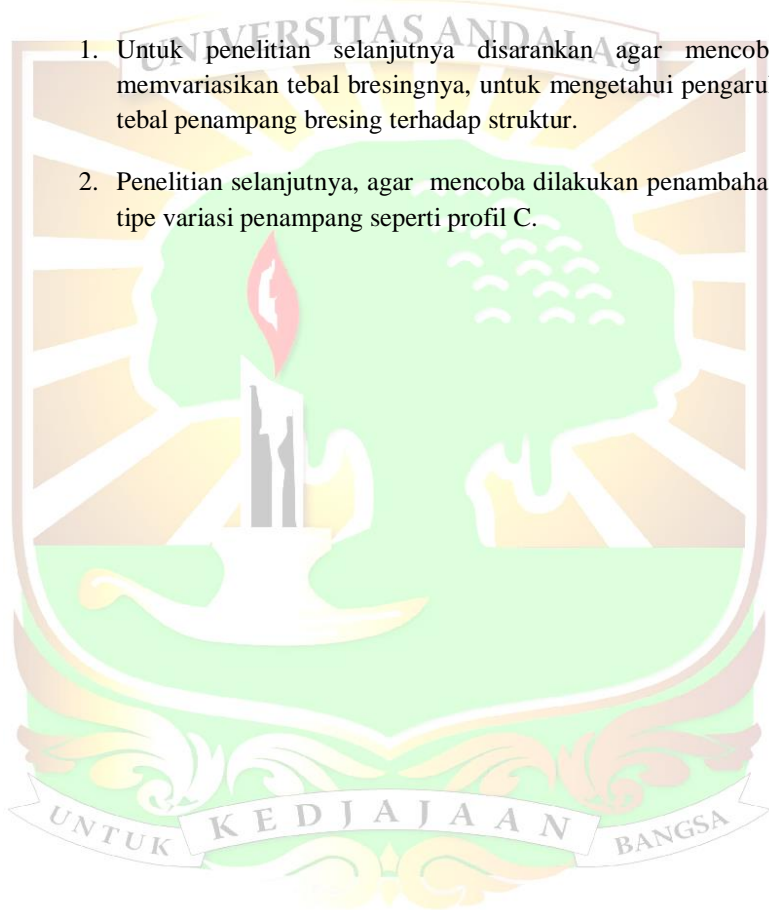 UNIVERSITAS ANDALAS
1. Untuk penelitian selanjutnya disarankan agar mencob
memvariasikan tebal bresingnya, untuk mengetahui pengaru
tebal penampang bresing terhadap struktur.
2. Penelitian selanjutnya, agar mencoba dilakukan penambaha
tipe variasi penampang seperti profil C.
UNTUK KEDJAJAAN BANGSA